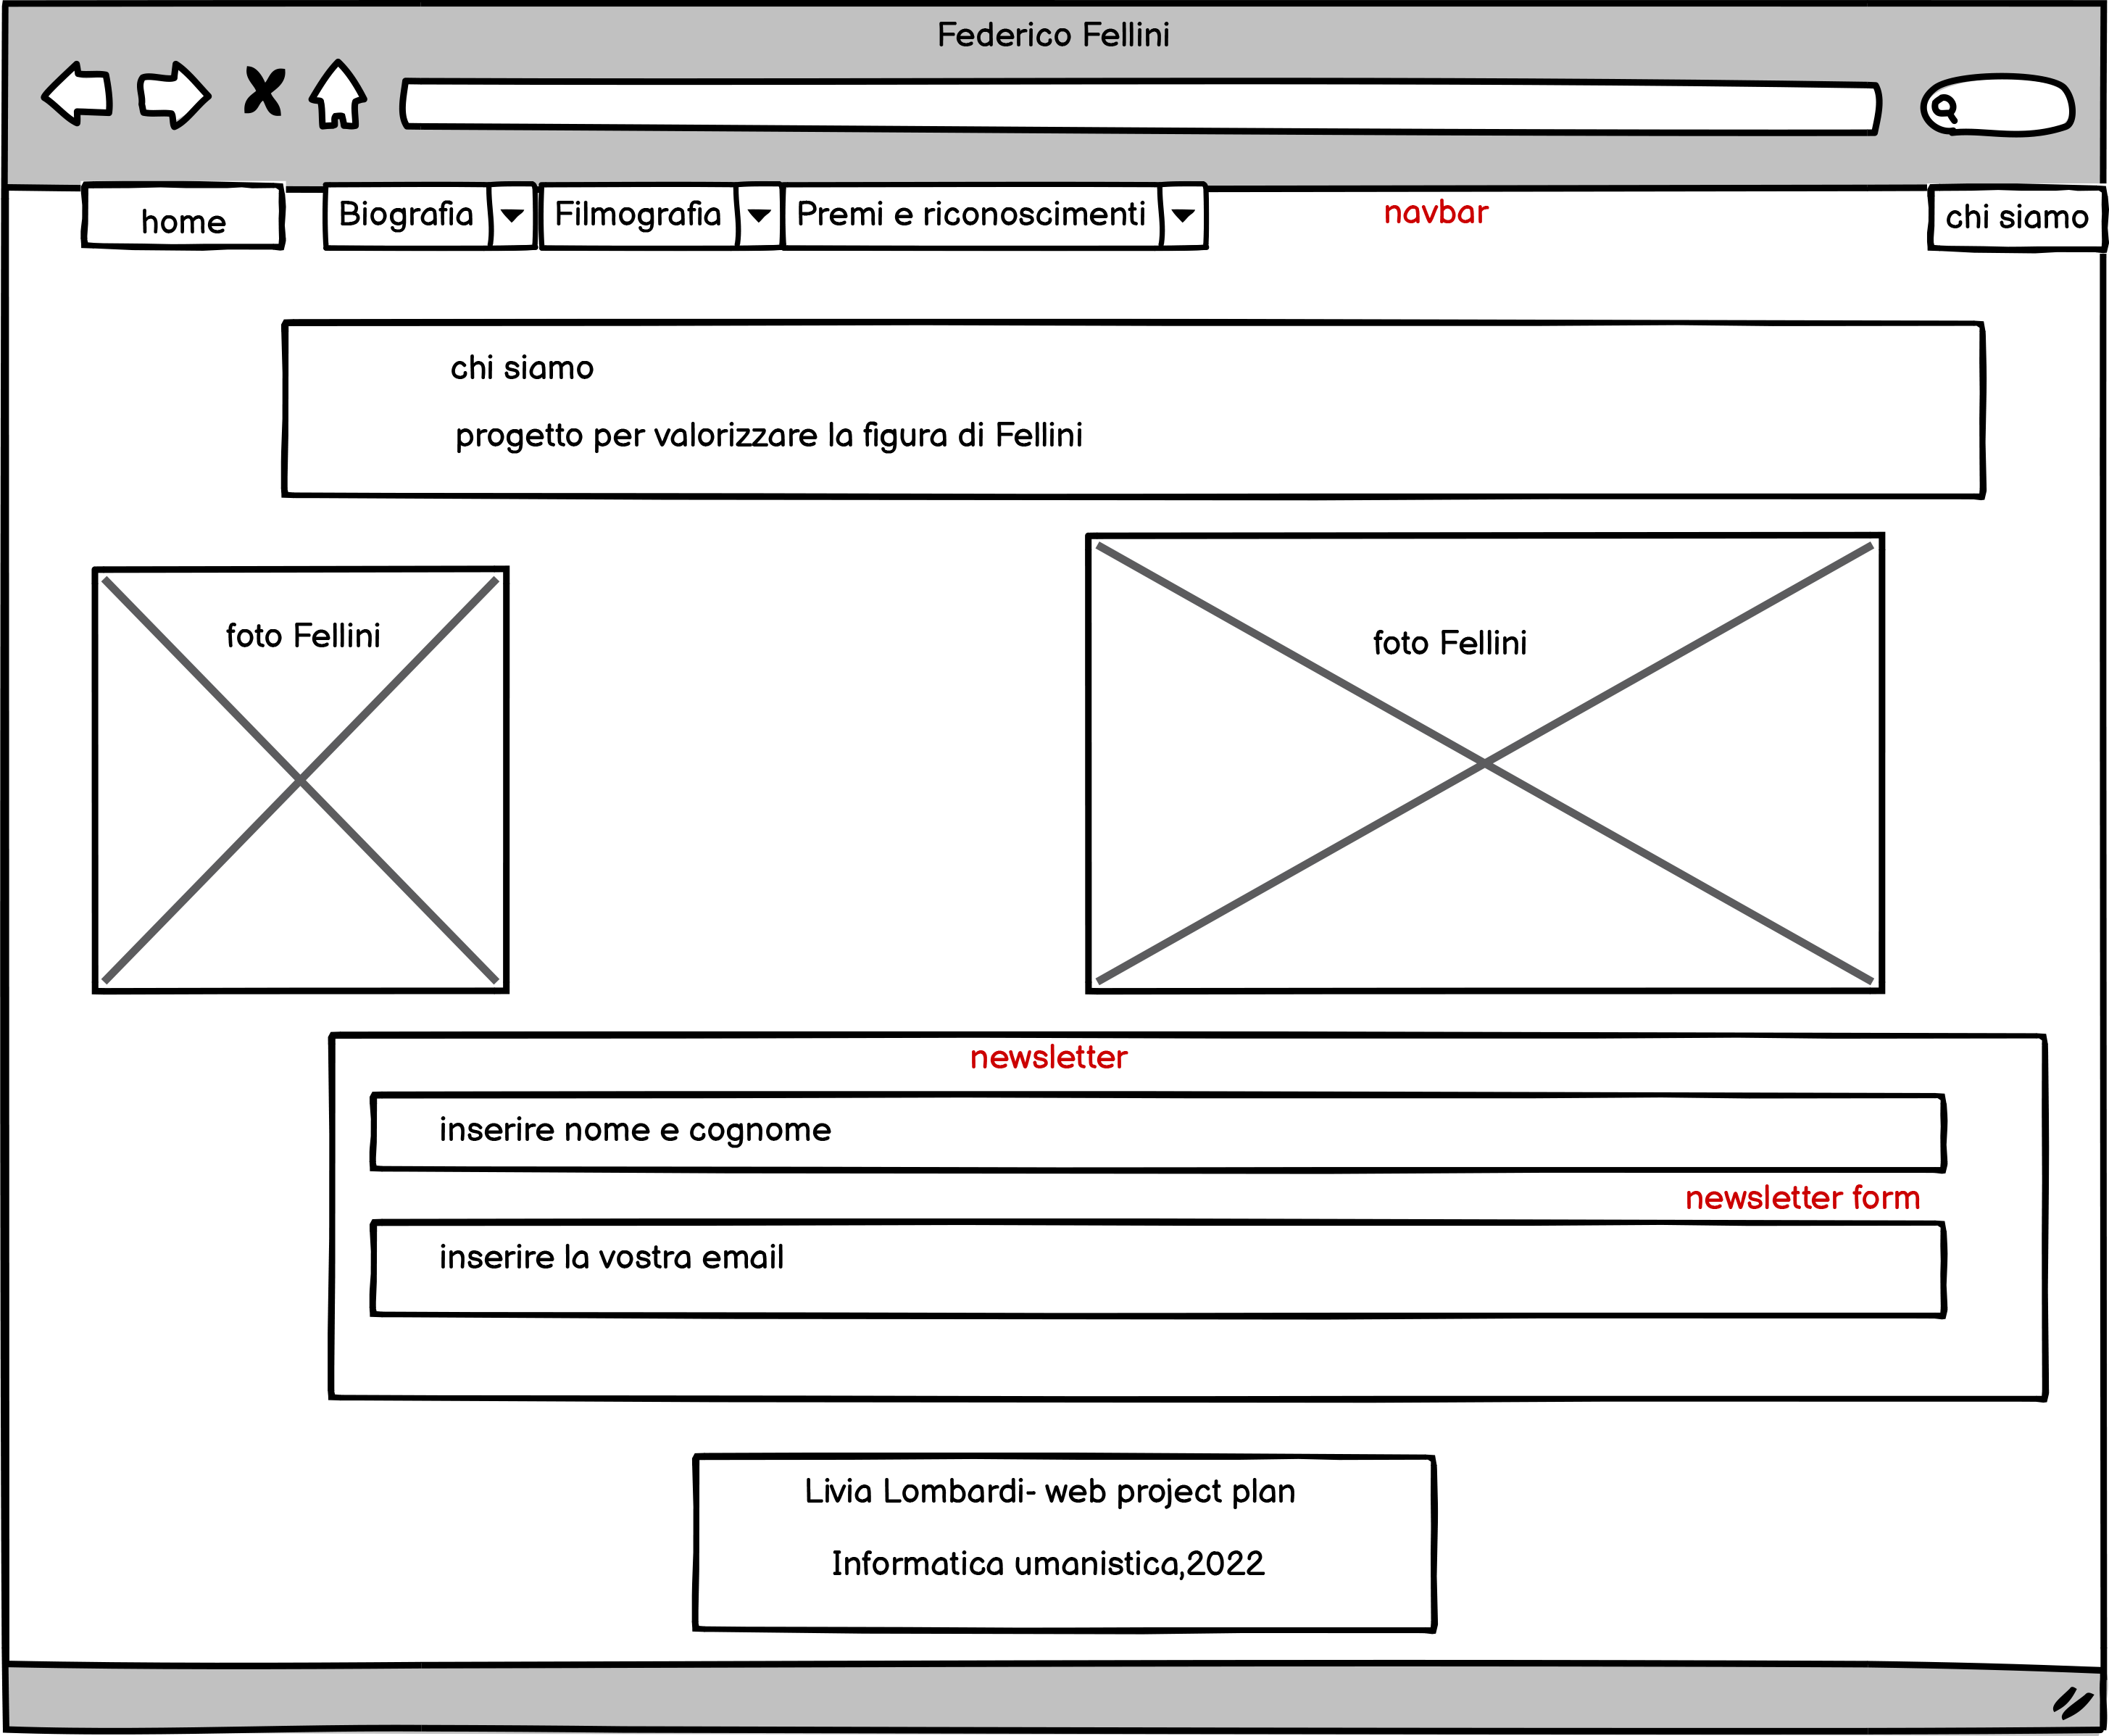 Federico Fellini
home
Biografia
Filmografia
Premi e riconoscimenti
navbar
chi siamo
chi siamo
progetto per valorizzare la figura di Fellini
foto Fellini
foto Fellini
newsletter
inserire nome e cognome
newsletter form
inserire la vostra email
Livia Lombardi- web project plan
Informatica umanistica,2022